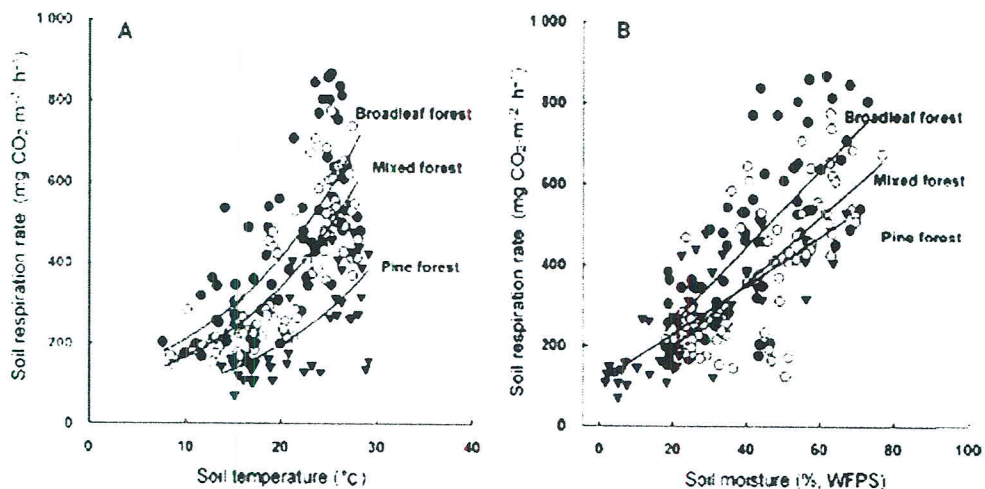 A
Soil respiration rate (mg CO₂·m⁻² h⁻¹)
1 000
800
600
400
200
0
Broadleaf forest
Mixed forest
Pine forest
0 10 20 30 40
Soil temperature (°c)
B
Soil respiration rate (mg CO₂·m⁻² h⁻¹)
1 000
800
600
400
200
0
Broadleaf forest
Mixed forest
Pine forest
0 20 40 60 80 100
Soil moisture (%, WFPS)